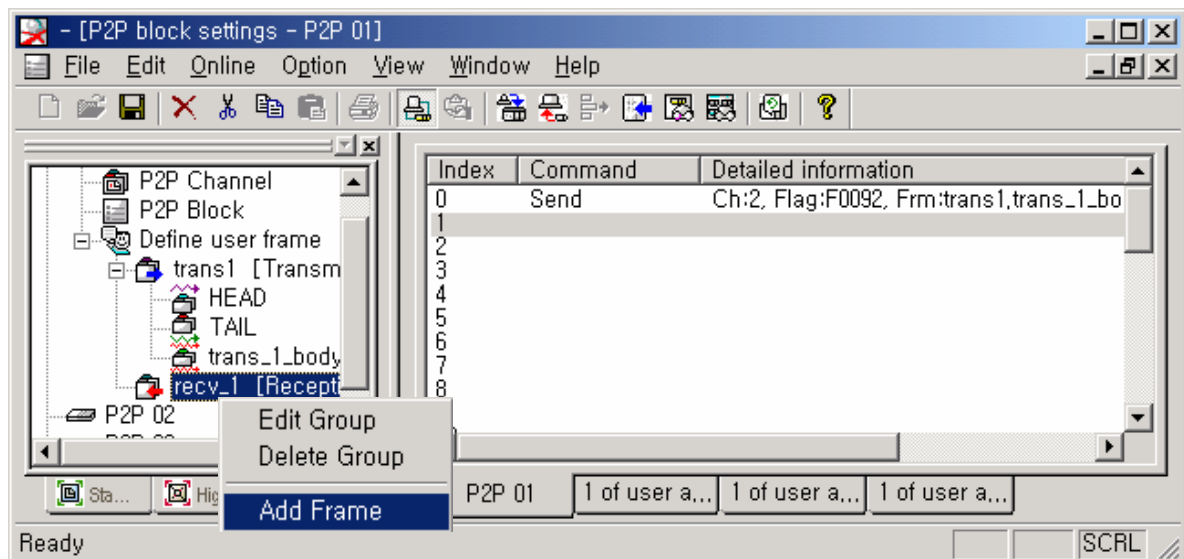 - [P2P block settings - P2P 01]
File Edit Online Option View Window Help
P2P Channel
P2P Block
Define user frame
trans1 [Transm
HEAD
TAIL
trans_1_body
recv_1 [Recepti
P2P 02
Edit Group
Delete Group
Add Frame
Index Command Detailed information
0 Send Ch:2, Flag:F0092, Frm:trans1,trans_1_bo
1
2
3
4
5
6
7
8
Sta... Hig
P2P 01 1 of user a... 1 of user a... 1 of user a...
Ready SCRL